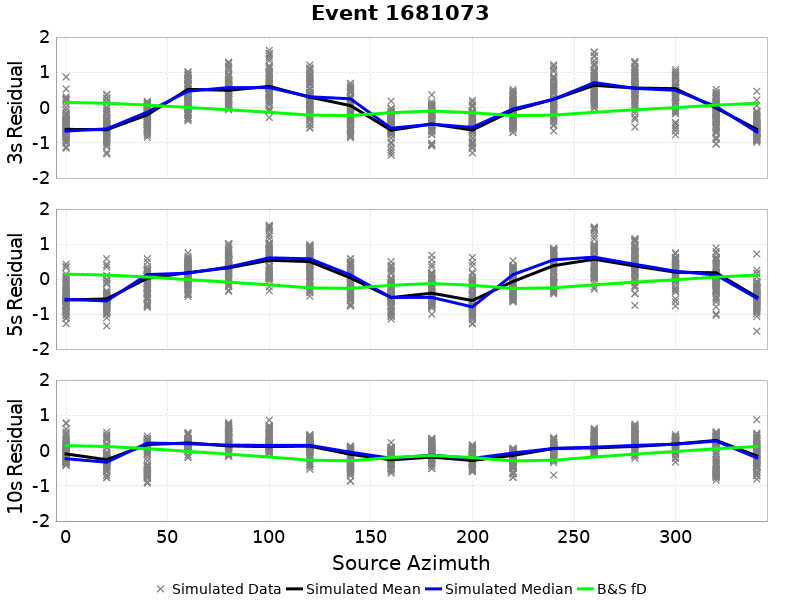 Event 1681073
2
1
0
-1
-2
3s Residual
2
1
0
-1
-2
5s Residual
2
1
0
-1
-2
10s Residual
0 50 100 150 200 250 300
Source Azimuth
Simulated Data Simulated Mean Simulated Median B&S fD